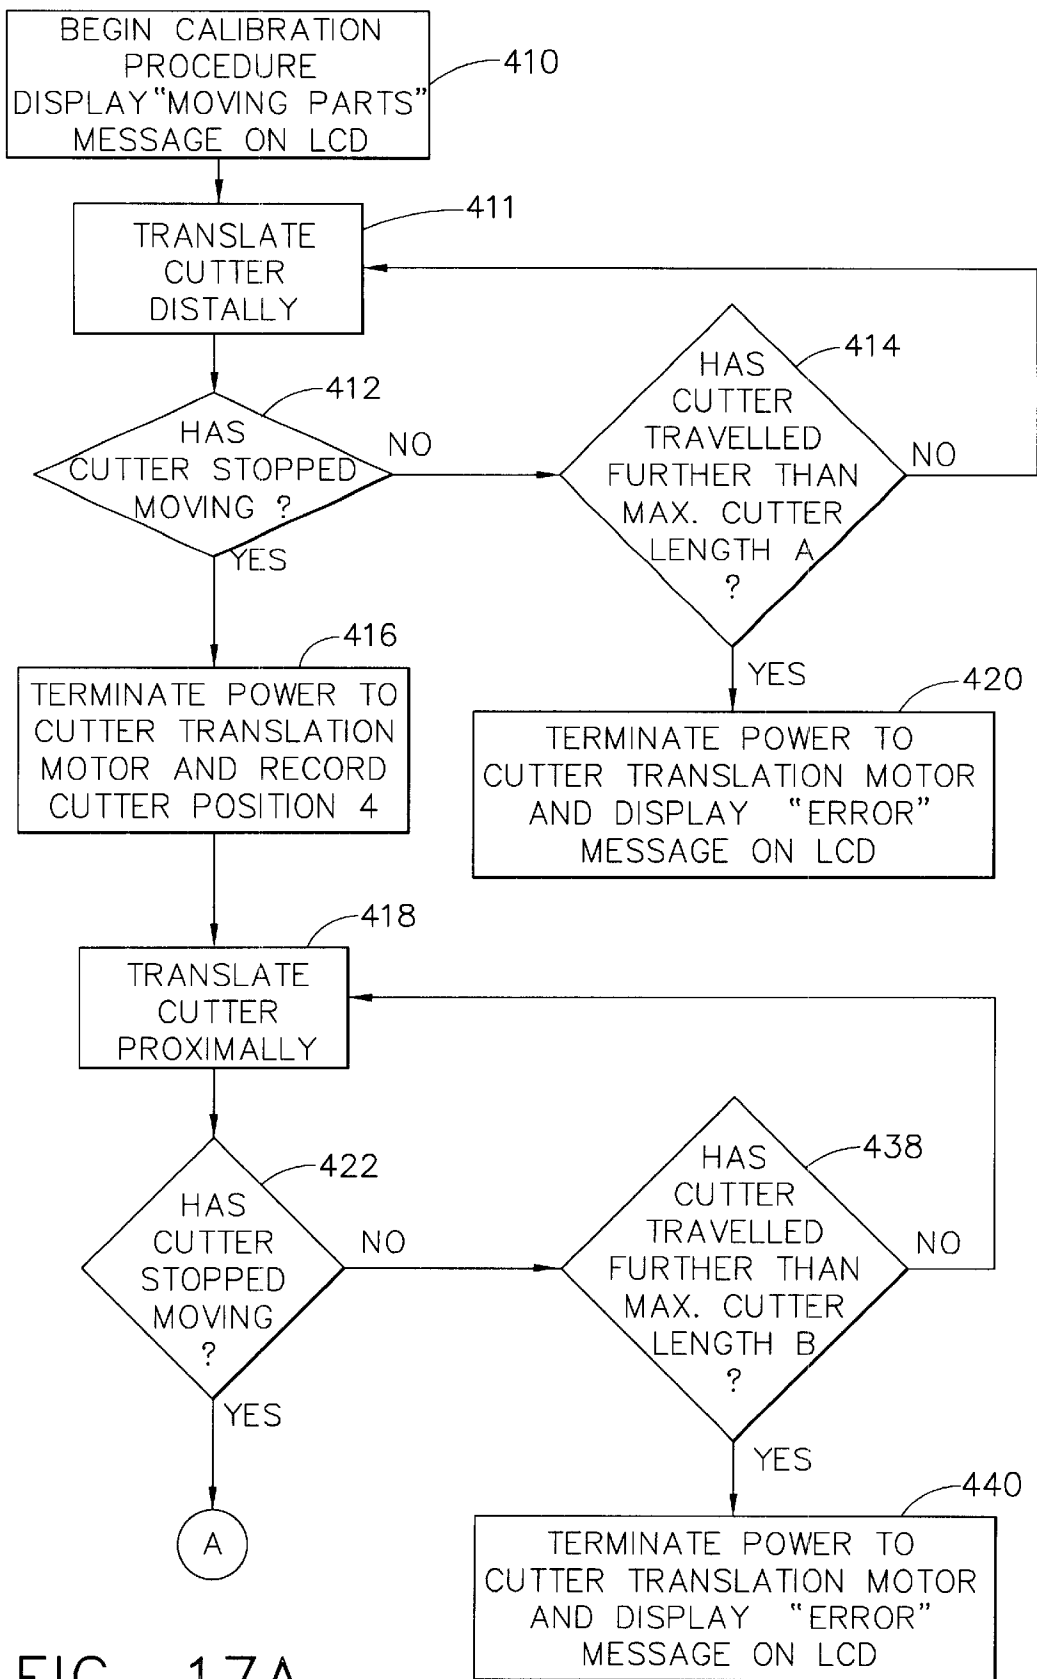 BEGIN CALIBRATION
PROCEDURE
DISPLAY "MOVING PARTS"
MESSAGE ON LCD
410
TRANSLATE
CUTTER
DISTALLY
411
HAS
CUTTER STOPPED
MOVING ?
412
NO
YES
HAS
CUTTER
TRAVELLED
FURTHER THAN
MAX. CUTTER
LENGTH A
?
414
NO
YES
TERMINATE POWER TO
CUTTER TRANSLATION
MOTOR AND RECORD
CUTTER POSITION 4
416
TERMINATE POWER TO
CUTTER TRANSLATION MOTOR
AND DISPLAY "ERROR"
MESSAGE ON LCD
420
TRANSLATE
CUTTER
PROXIMALLY
418
HAS
CUTTER
STOPPED
MOVING
?
422
NO
YES
HAS
CUTTER
TRAVELLED
FURTHER THAN
MAX. CUTTER
LENGTH B
?
438
NO
YES
A
TERMINATE POWER TO
CUTTER TRANSLATION MOTOR
AND DISPLAY "ERROR"
MESSAGE ON LCD
440
FIG. 17A